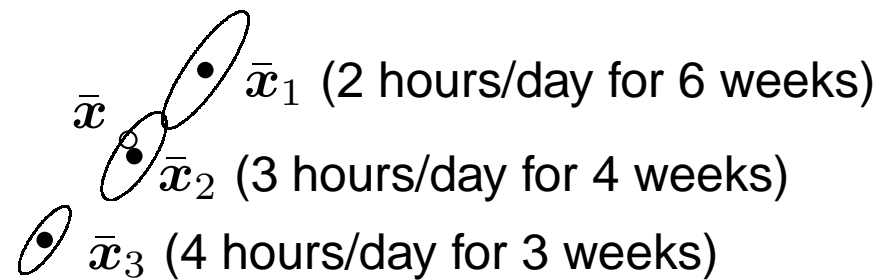 x̄₁ (2 hours/day for 6 weeks)
x̄
x̄₂ (3 hours/day for 4 weeks)
x̄₃ (4 hours/day for 3 weeks)